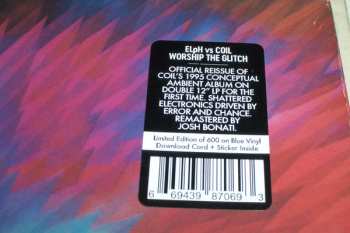 ELpH vs COIL
WORSHIP THE GLITCH
OFFICIAL REISSUE OF
COIL'S 1995 CONCEPTUAL
AMBIENT ALBUM ON
DOUBLE 12" LP FOR THE
FIRST TIME. SHATTERED
ELECTRONICS DRIVEN BY
ERROR AND CHANCE.
REMASTERED BY
JOSH BONATI.
Limited Edition of 600 on Blue Vinyl
Download Card + Sticker Inside
6 69439 87069 3